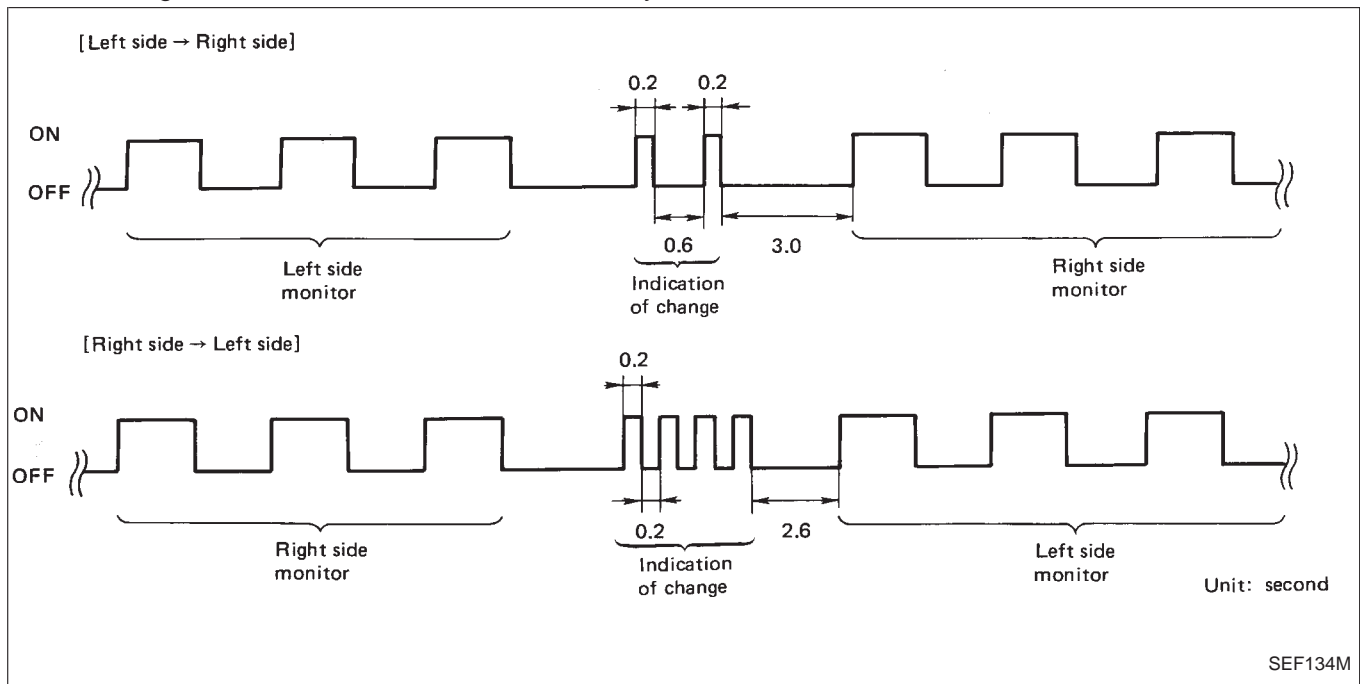 [Left side → Right side]
0.2 0.2
ON
OFF
0.6 3.0
Left side
monitor
Indication
of change
Right side
monitor
[Right side → Left side]
0.2
ON
OFF
0.2 2.6
Right side
monitor
Indication
of change
Left side
monitor
Unit: second
SEF134M